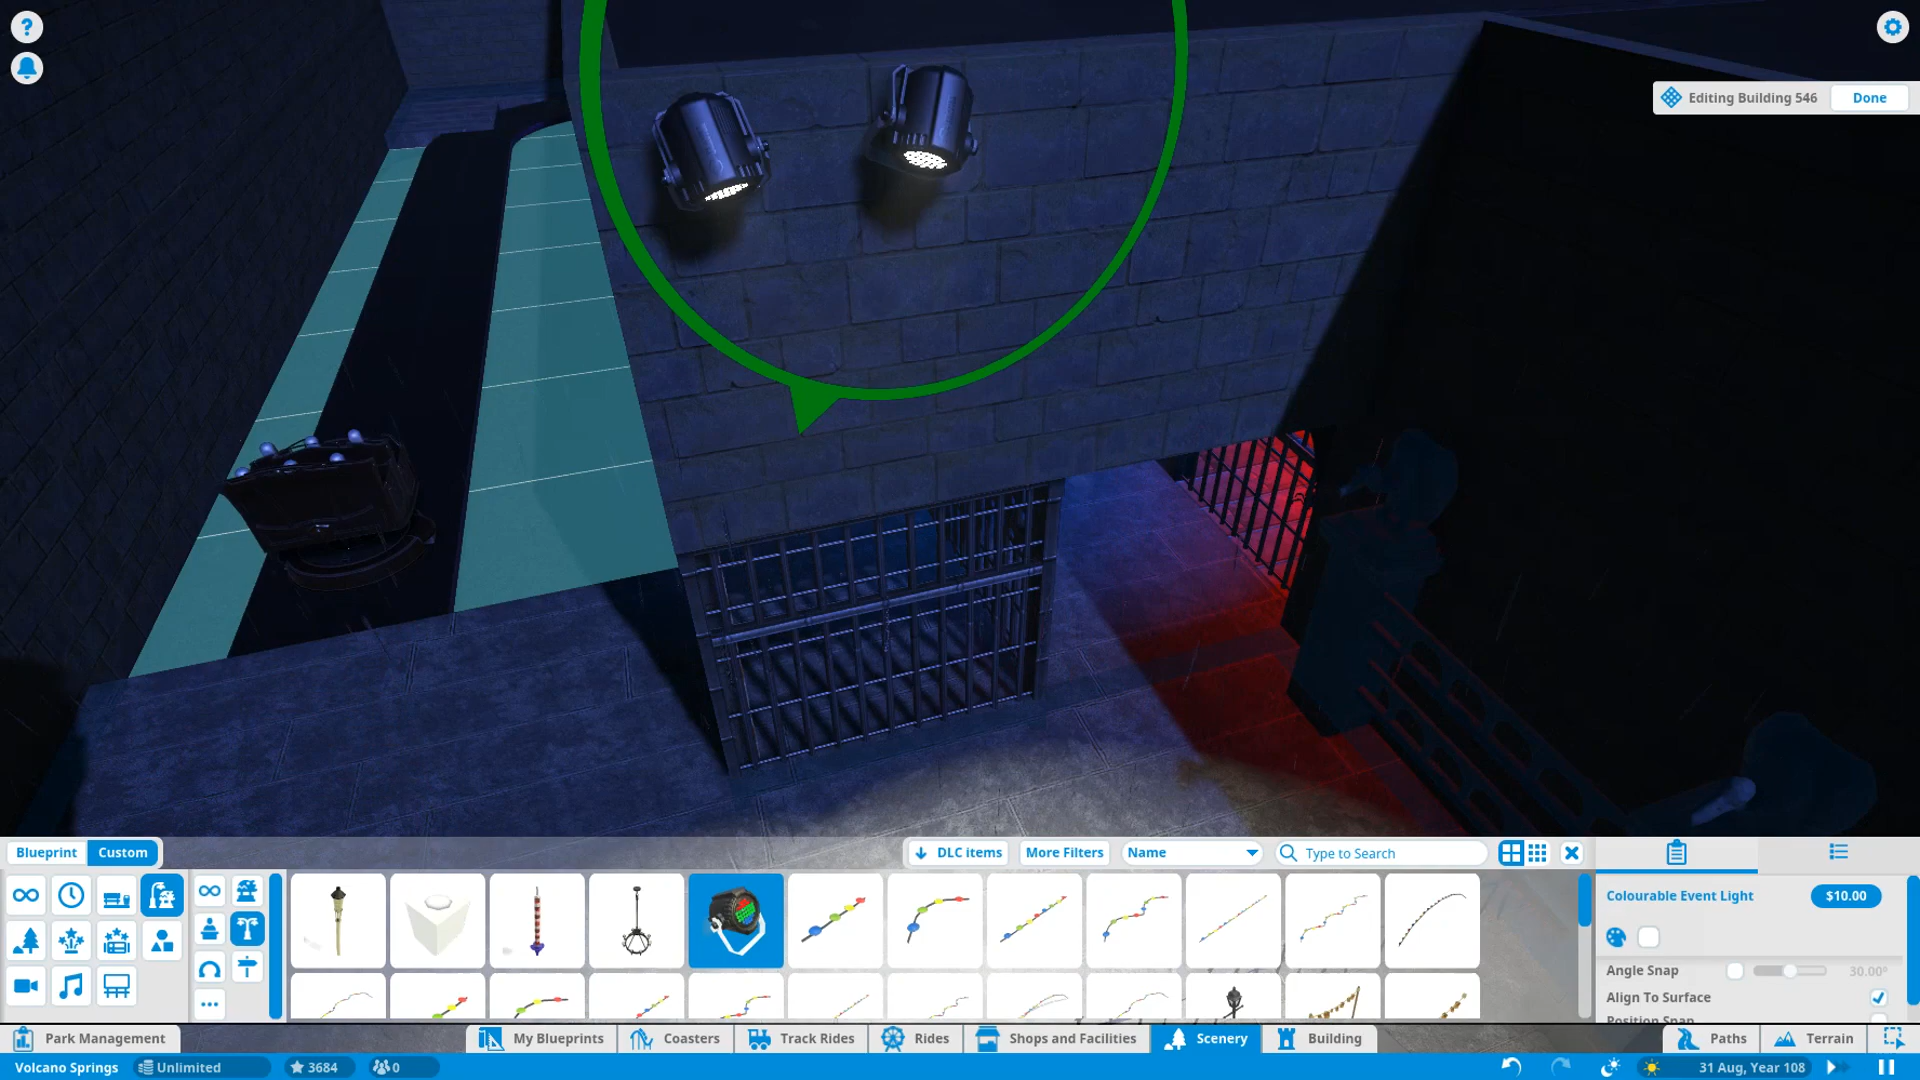 ?
Editing Building 546
Done
Blueprint
Custom
DLC items
More Filters
Name
Type to Search
Colourable Event Light
$10.00
Angle Snap
30.00°
Align To Surface
Position Snap
Park Management
My Blueprints
Coasters
Track Rides
Rides
Shops and Facilities
Scenery
Building
Paths
Terrain
Volcano Springs
Unlimited
3684
0
31 Aug, Year 108